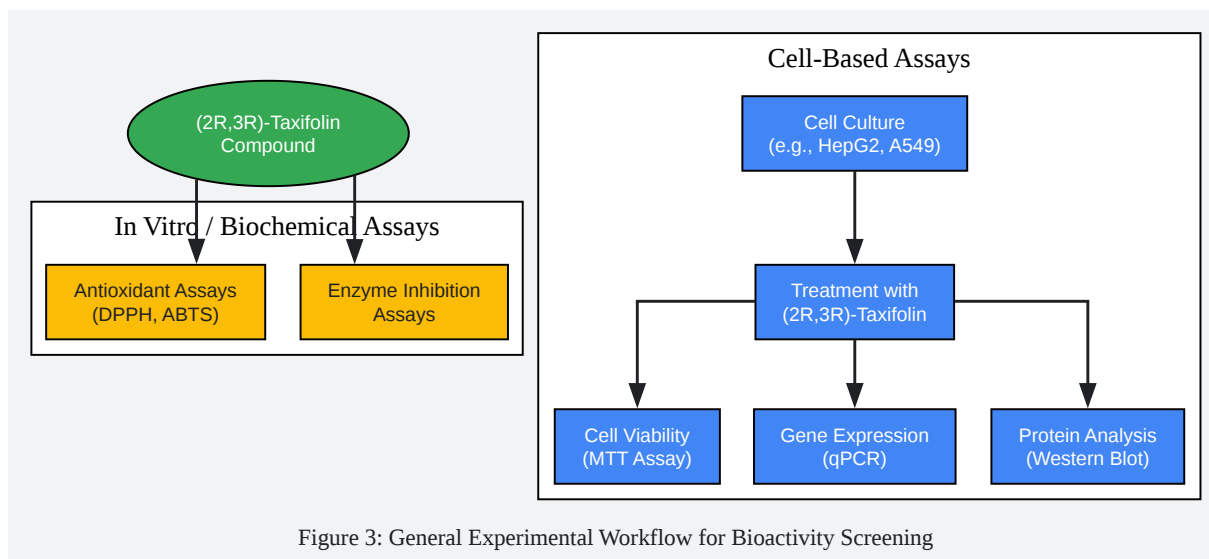 (2R,3R)-Taxifolin
Compound
In Vitro / Biochemical Assays
Antioxidant Assays
(DPPH, ABTS)
Enzyme Inhibition
Assays
Cell-Based Assays
Cell Culture
(e.g., HepG2, A549)
Treatment with
(2R,3R)-Taxifolin
Cell Viability
(MTT Assay)
Gene Expression
(qPCR)
Protein Analysis
(Western Blot)
Figure 3: General Experimental Workflow for Bioactivity Screening